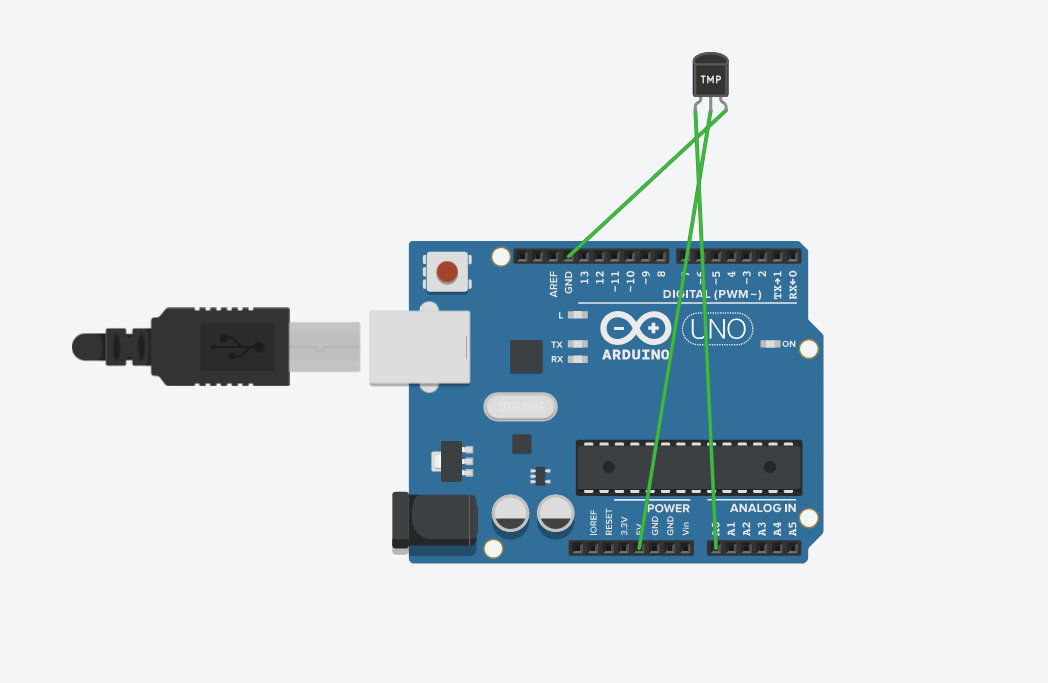 TMP
AREF
GND
13
12
~11
~10
~9
8
7
~6
~5
4
~3
2
TX→1
RX←0
DIGITAL (PWM~)
L
TX
RX
ARDUINO
UNO
ON
POWER
ANALOG IN
IOREF
RESET
3.3V
5V
GND
GND
Vin
A0
A1
A2
A3
A4
A5